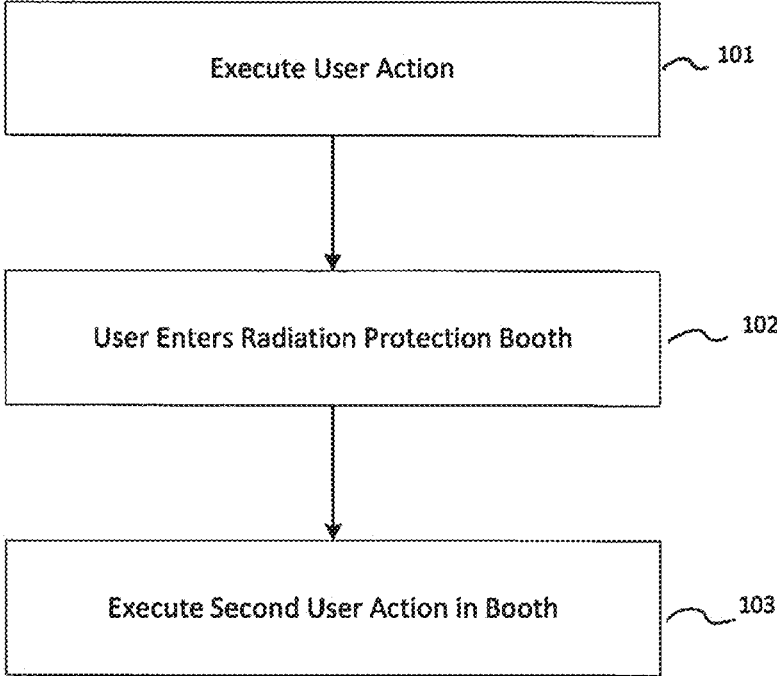 Execute User Action
101
User Enters Radiation Protection Booth
102
Execute Second User Action in Booth
103